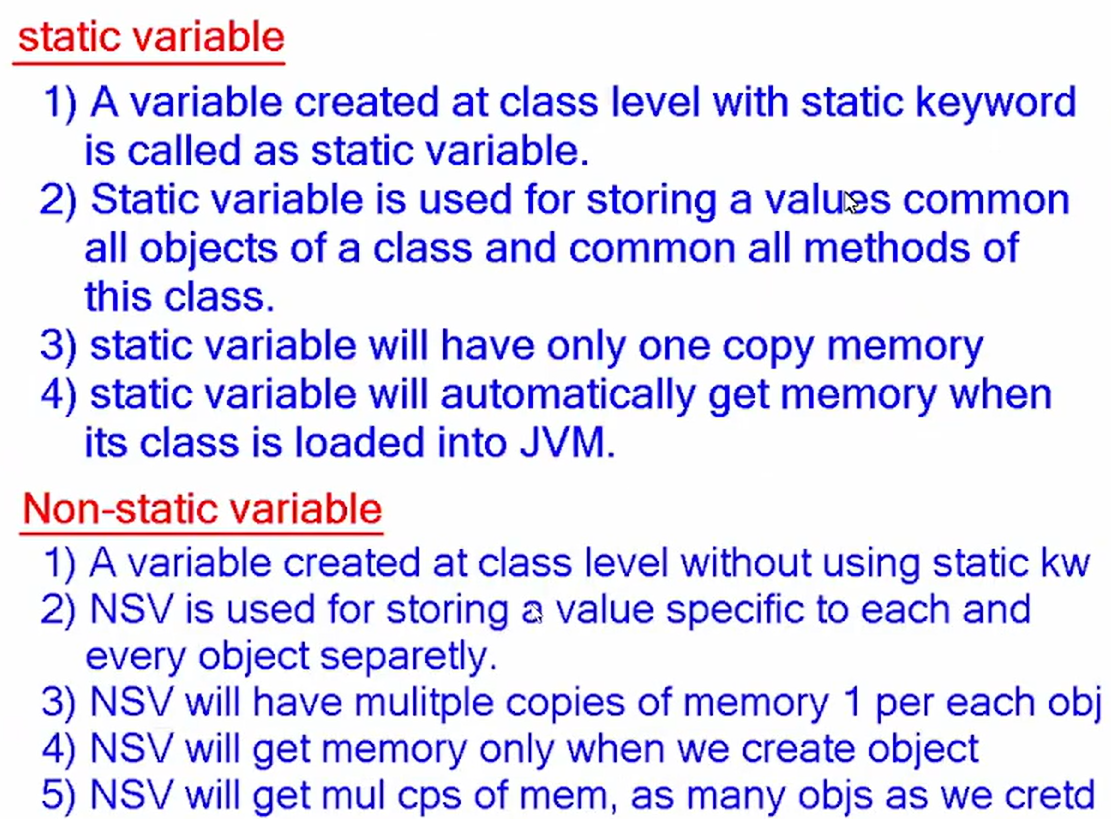 static variable
1) A variable created at class level with static keyword
is called as static variable.
2) Static variable is used for storing a values common
all objects of a class and common all methods of
this class.
3) static variable will have only one copy memory
4) static variable will automatically get memory when
its class is loaded into JVM.
Non-static variable
1) A variable created at class level without using static kw
2) NSV is used for storing a value specific to each and
every object separetly.
3) NSV will have mulitple copies of memory 1 per each obj
4) NSV will get memory only when we create object
5) NSV will get mul cps of mem, as many objs as we cretd